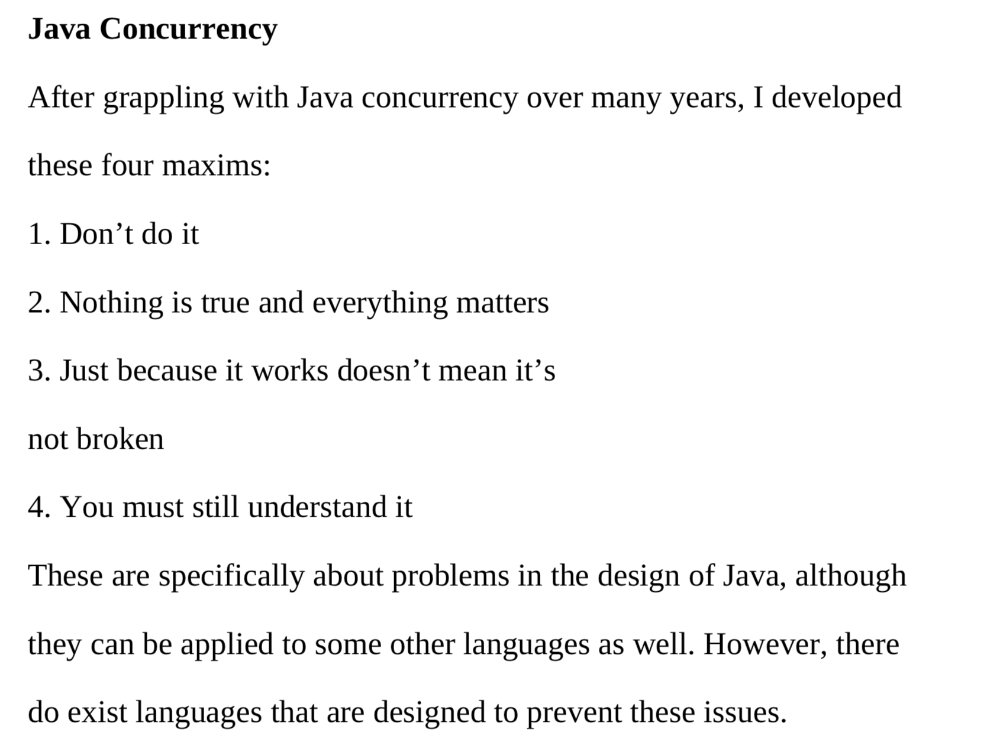 Java Concurrency
After grappling with Java concurrency over many years, I developed
these four maxims:
1. Don’t do it
2. Nothing is true and everything matters
3. Just because it works doesn’t mean it’s
not broken
4. You must still understand it
These are specifically about problems in the design of Java, although
they can be applied to some other languages as well. However, there
do exist languages that are designed to prevent these issues.